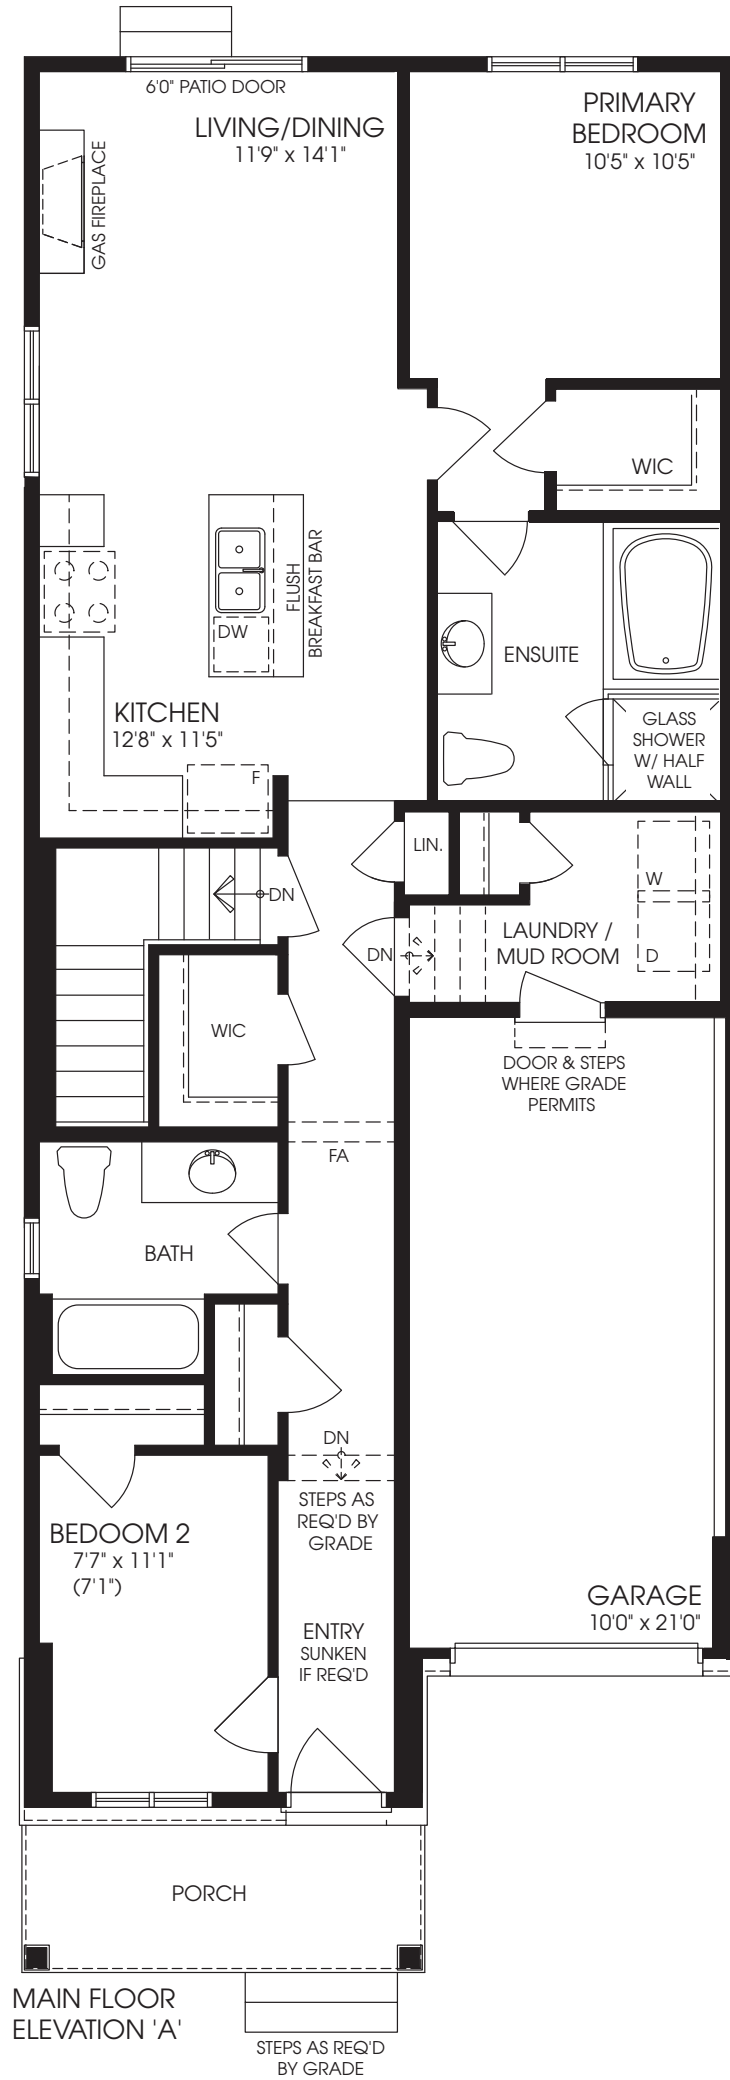 6'0" PATIO DOOR
LIVING/DINING
11'9" x 14'1"
PRIMARY
BEDROOM
10'5" x 10'5"
GAS FIREPLACE
WIC
FLUSH
BREAKFAST BAR
DW
ENSUITE
KITCHEN
12'8" x 11'5"
F
GLASS
SHOWER
W/ HALF
WALL
LIN.
DN
W
LAUNDRY /
MUD ROOM
DN
D
WIC
DOOR & STEPS
WHERE GRADE
PERMITS
FA
BATH
DN
STEPS AS
REQ'D BY
GRADE
BEDOOM 2
7'7" x 11'1"
(7'1")
GARAGE
10'0" x 21'0"
ENTRY
SUNKEN
IF REQ'D
PORCH
MAIN FLOOR
ELEVATION 'A'
STEPS AS REQ'D
BY GRADE